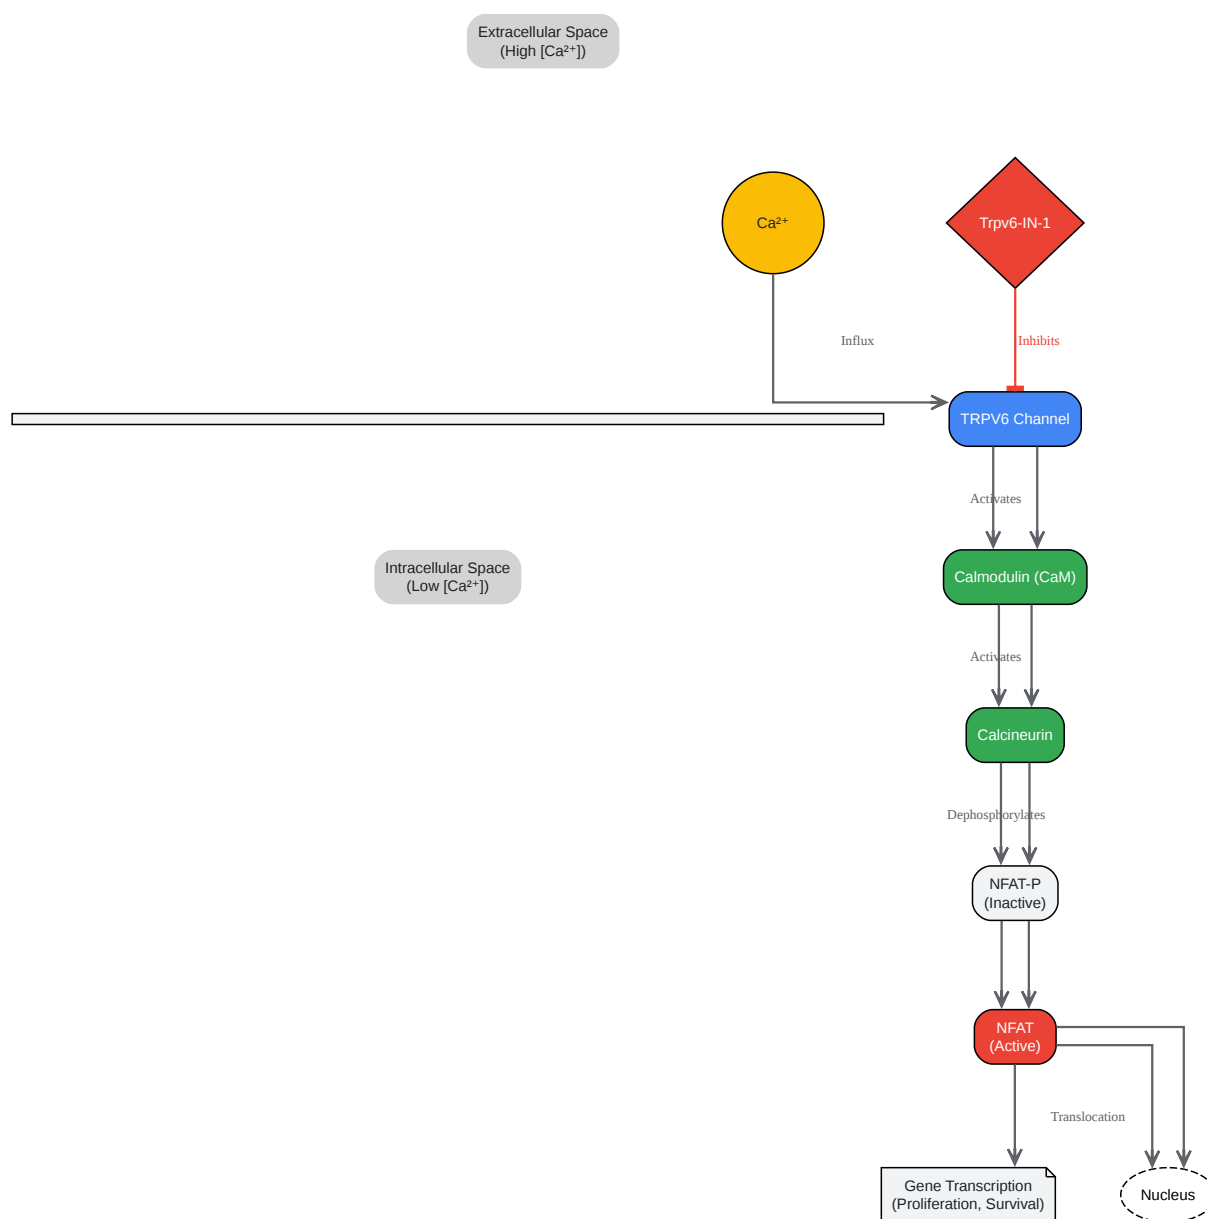 Extracellular Space
(High [Ca²⁺])
Ca²⁺
Trpv6-IN-1
Influx
Inhibits
TRPV6 Channel
Activates
Intracellular Space
(Low [Ca²⁺])
Calmodulin (CaM)
Activates
Calcineurin
Dephosphorylates
NFAT-P
(Inactive)
NFAT
(Active)
Translocation
Gene Transcription
(Proliferation, Survival)
Nucleus